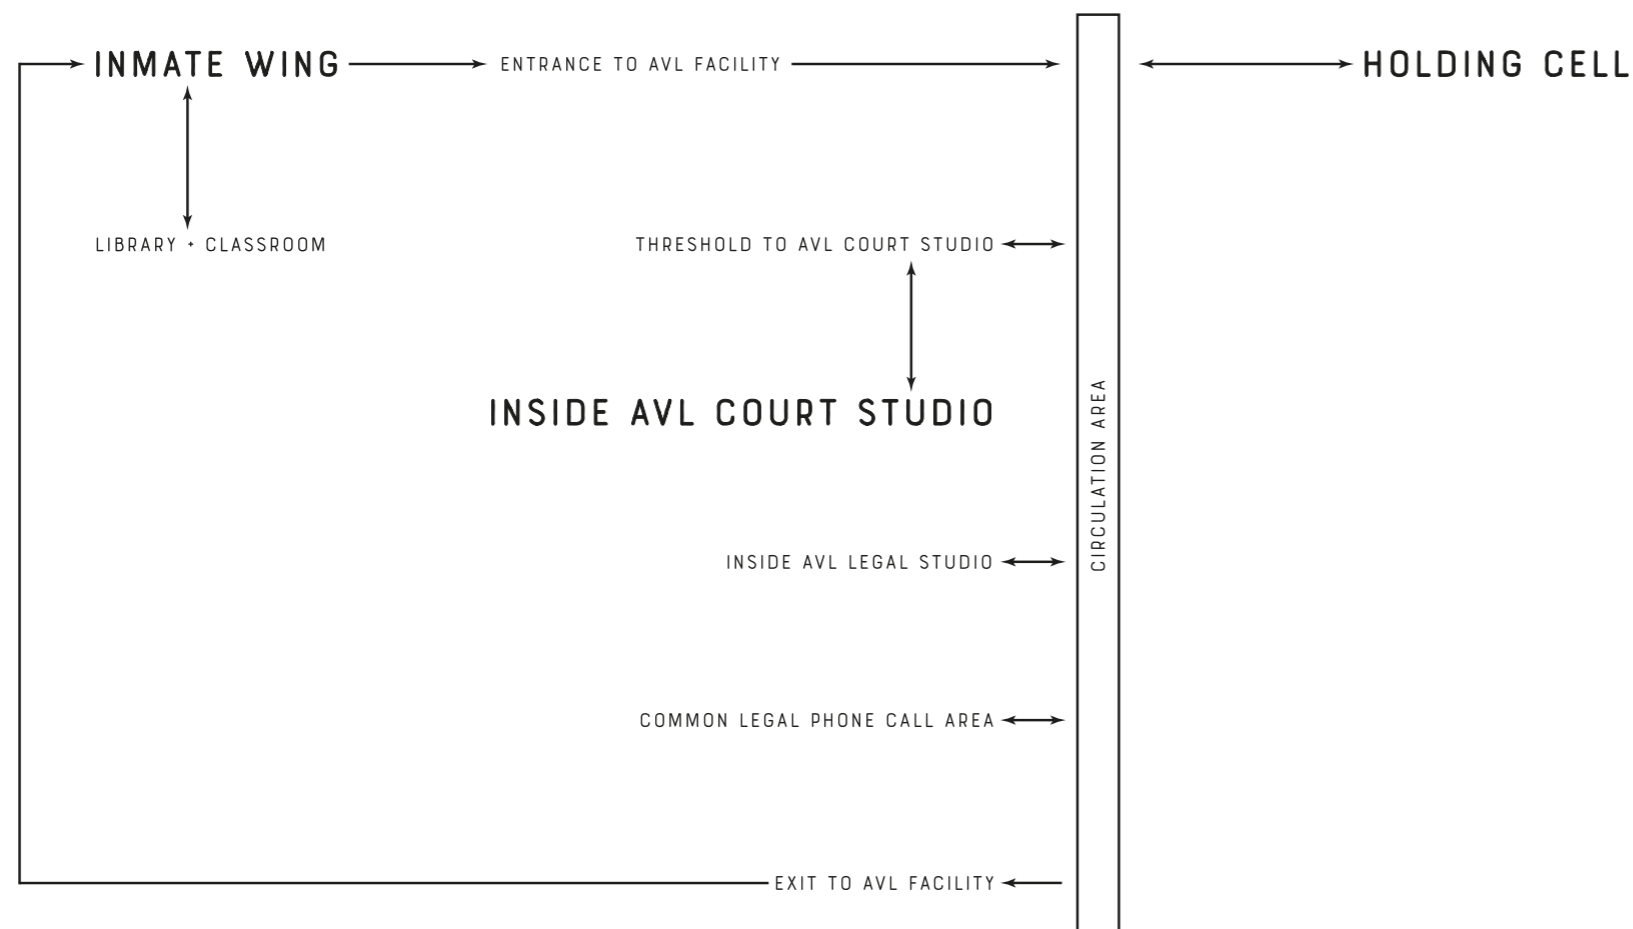 INMATE WING
ENTRANCE TO AVL FACILITY
HOLDING CELL
LIBRARY + CLASSROOM
THRESHOLD TO AVL COURT STUDIO
INSIDE AVL COURT STUDIO
CIRCULATION AREA
INSIDE AVL LEGAL STUDIO
COMMON LEGAL PHONE CALL AREA
EXIT TO AVL FACILITY